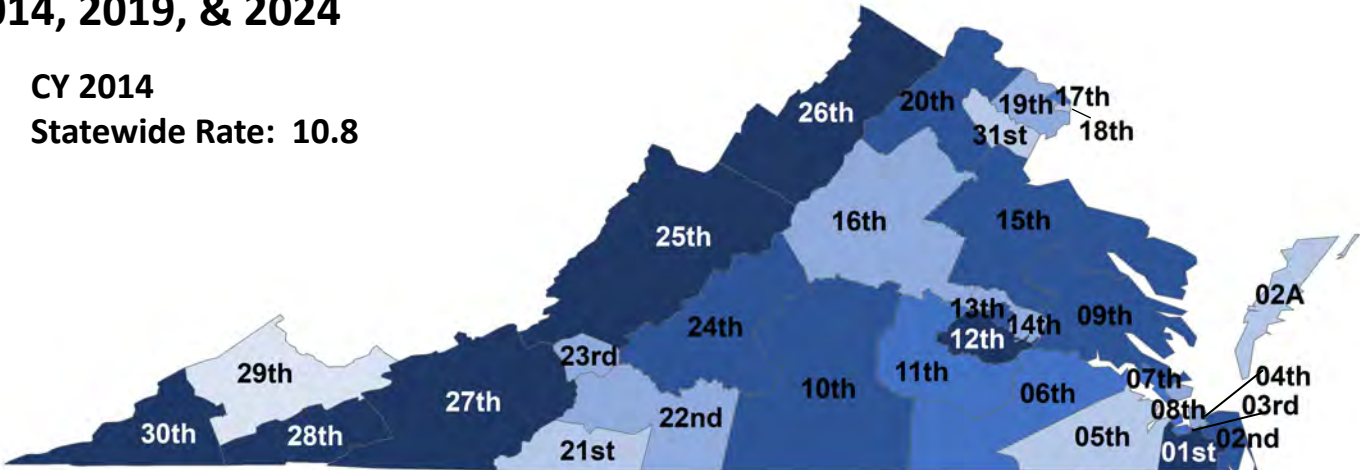 014, 2019, & 2024
CY 2014
Statewide Rate: 10.8
26th
20th
19th
17th
31st
18th
25th
16th
15th
02A
13th
14th
09th
24th
12th
23rd
29th
27th
10th
11th
06th
07th
04th
08th
03rd
22nd
30th
28th
21st
05th
01st
02nd